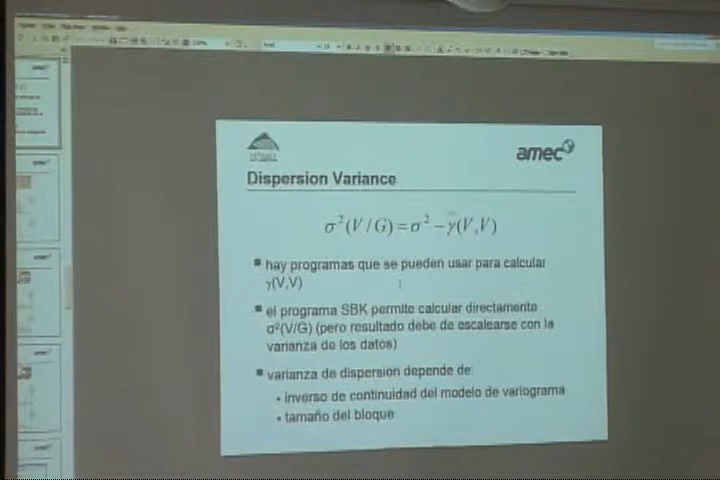 amec
Dispersion Variance
σ²(V/G)=σ²−γ̄(V,V)
hay programas que se pueden usar para calcular
γ(V,V)
el programa SBK permite calcular directamente
σ²(V/G) (pero resultado debe de escalearse con la
varianza de los datos)
varianza de dispersion depende de:
inverso de continuidad del modelo de variograma
tamaño del bloque